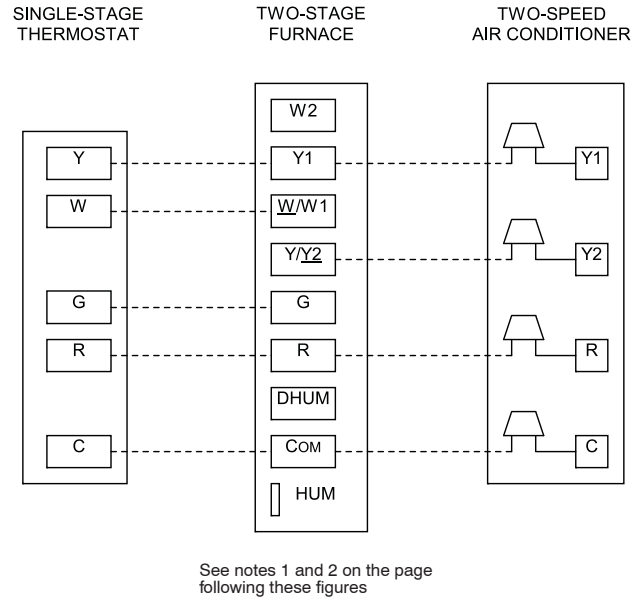 SINGLE-STAGE
THERMOSTAT
TWO-STAGE
FURNACE
TWO-SPEED
AIR CONDITIONER
W2
Y
Y1
Y1
W
W/W1
Y/Y2
Y2
G
G
R
R
R
DHUM
C
COM
C
HUM
See notes 1 and 2 on the page
following these figures